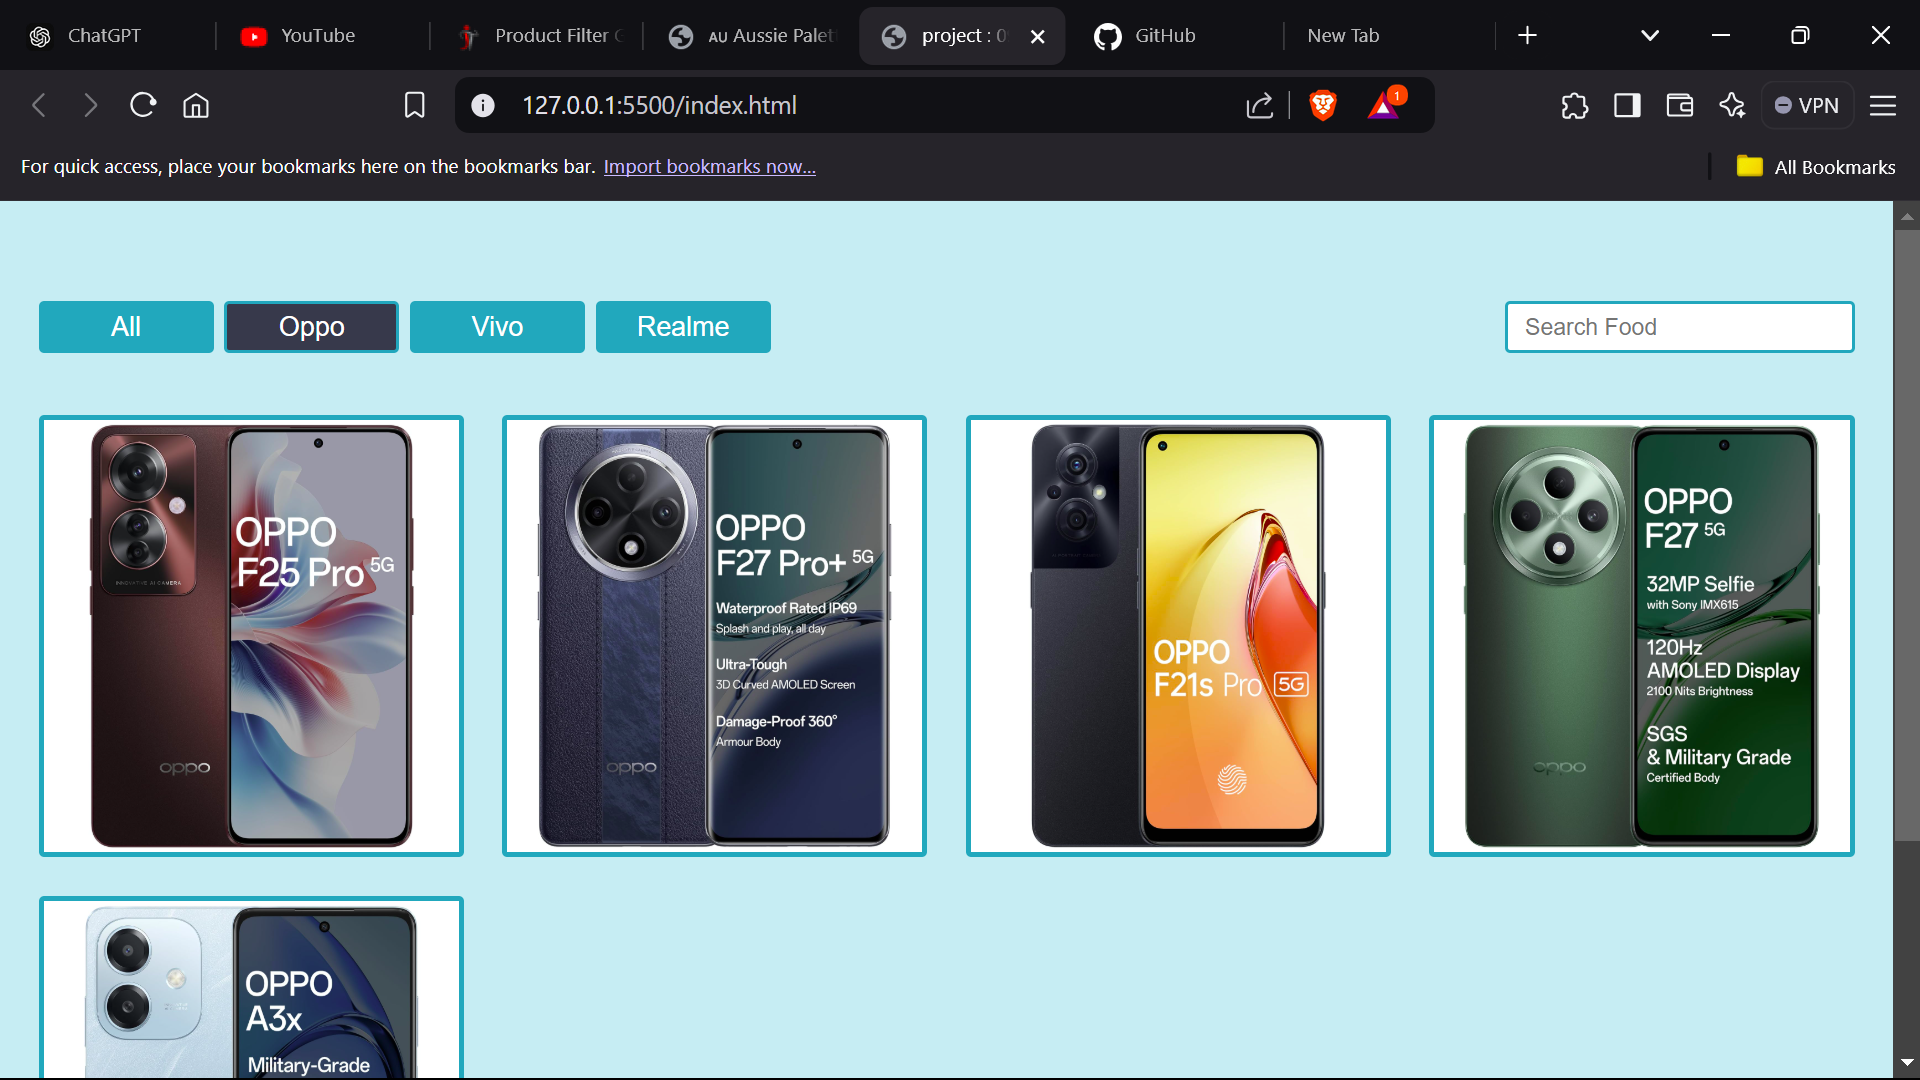 ChatGPT
YouTube
Product Filter
AU Aussie Palet
project : 0
GitHub
New Tab
127.0.0.1:5500/index.html
1
VPN
For quick access, place your bookmarks here on the bookmarks bar. Import bookmarks now...
All Bookmarks
All
Oppo
Vivo
Realme
Search Food
OPPO
F25 Pro 5G
INNOVATIVE AI CAMERA
oppo
OPPO
F27 Pro+ 5G
Waterproof Rated IP69
Splash and play, all day
Ultra-Tough
3D Curved AMOLED Screen
Damage-Proof 360°
Armour Body
oppo
OPPO
F21s Pro 5G
OPPO
F27 5G
32MP Selfie
with Sony IMX615
120Hz
AMOLED Display
2100 Nits Brightness
SGS
& Military Grade
Certified Body
oppo
OPPO
A3x
Military-Grade